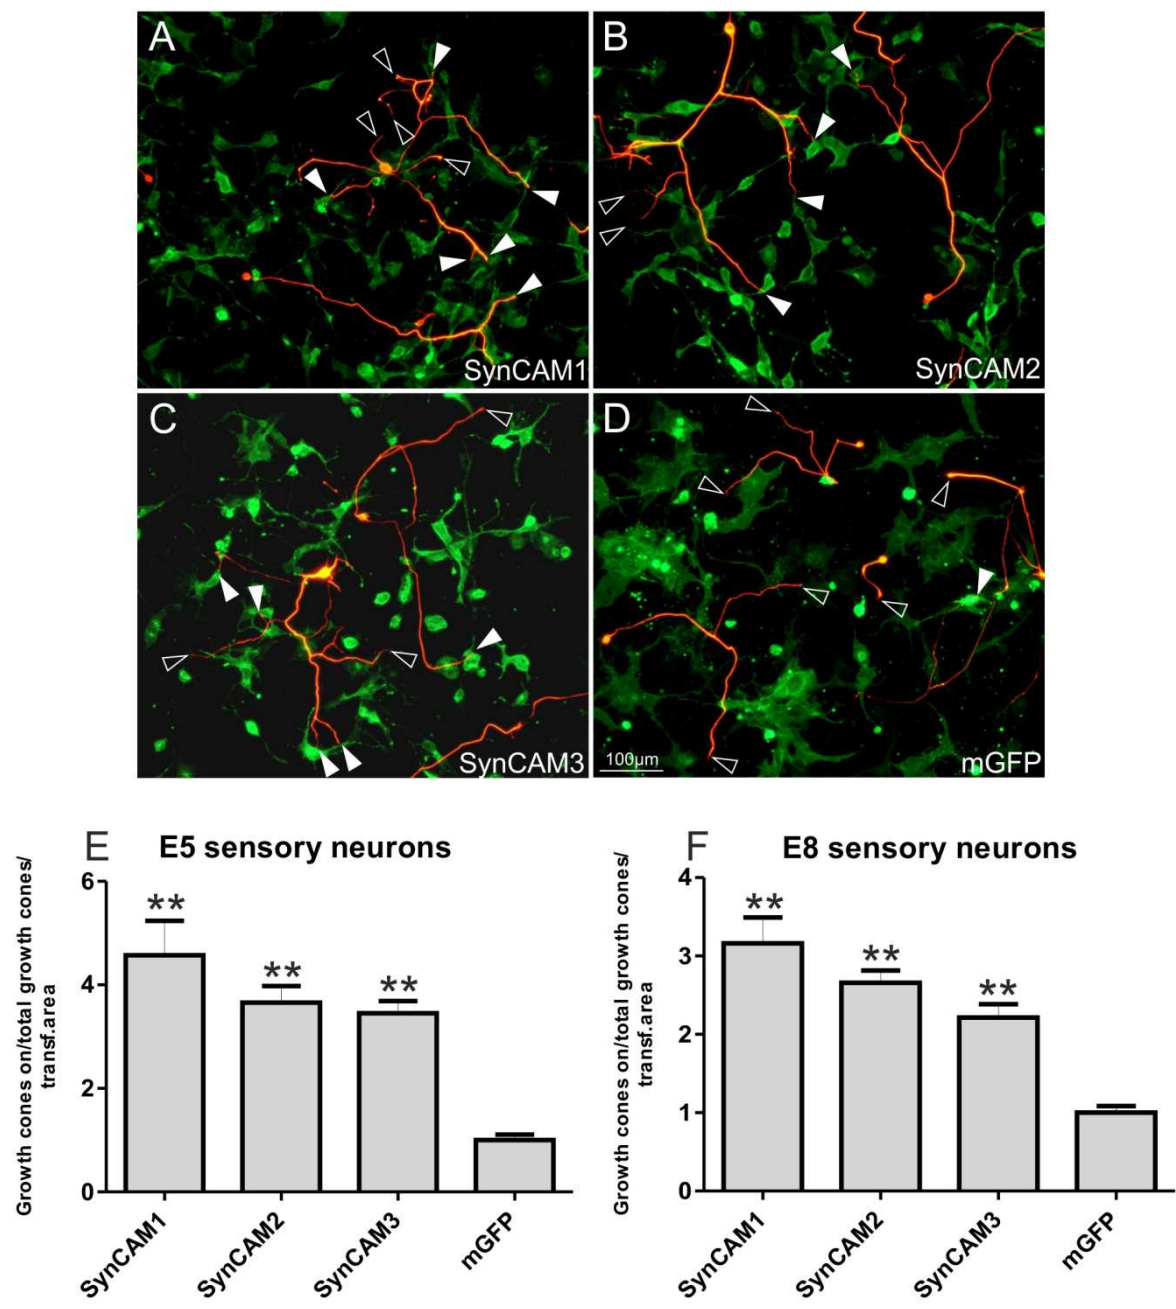 A
B
SynCAM1
SynCAM2
C
D
SynCAM3
100µm
mGFP
E
E5 sensory neurons
Growth cones on/total growth cones/
transf.area
6
4
2
0
**
**
**
SynCAM1
SynCAM2
SynCAM3
mGFP
F
E8 sensory neurons
Growth cones on/total growth cones/
transf.area
4
3
2
1
0
**
**
**
SynCAM1
SynCAM2
SynCAM3
mGFP